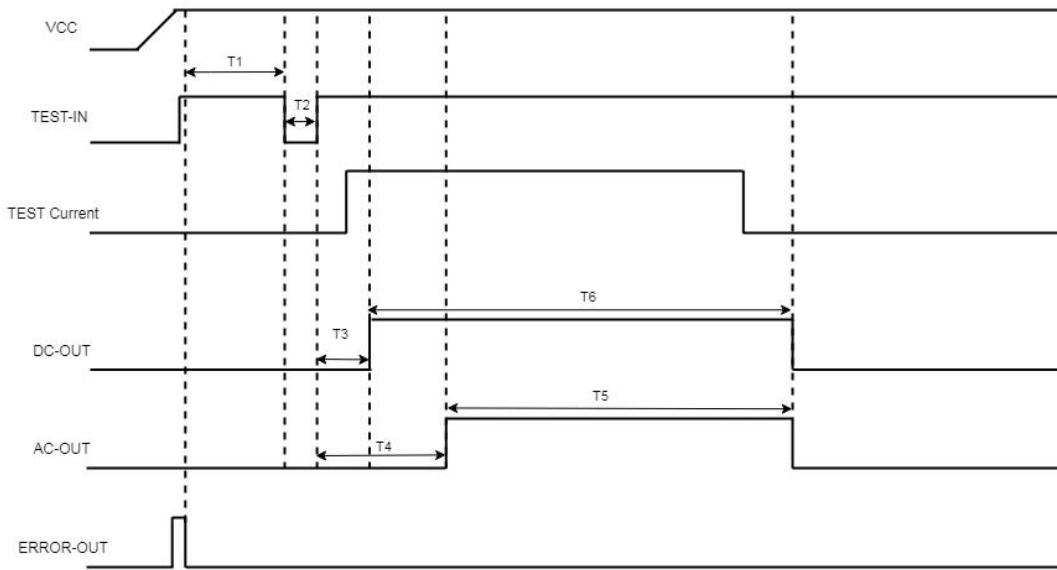 VCC
T1
TEST-IN
T2
TEST Current
T6
DC-OUT
T3
T5
AC-OUT
T4
ERROR-OUT